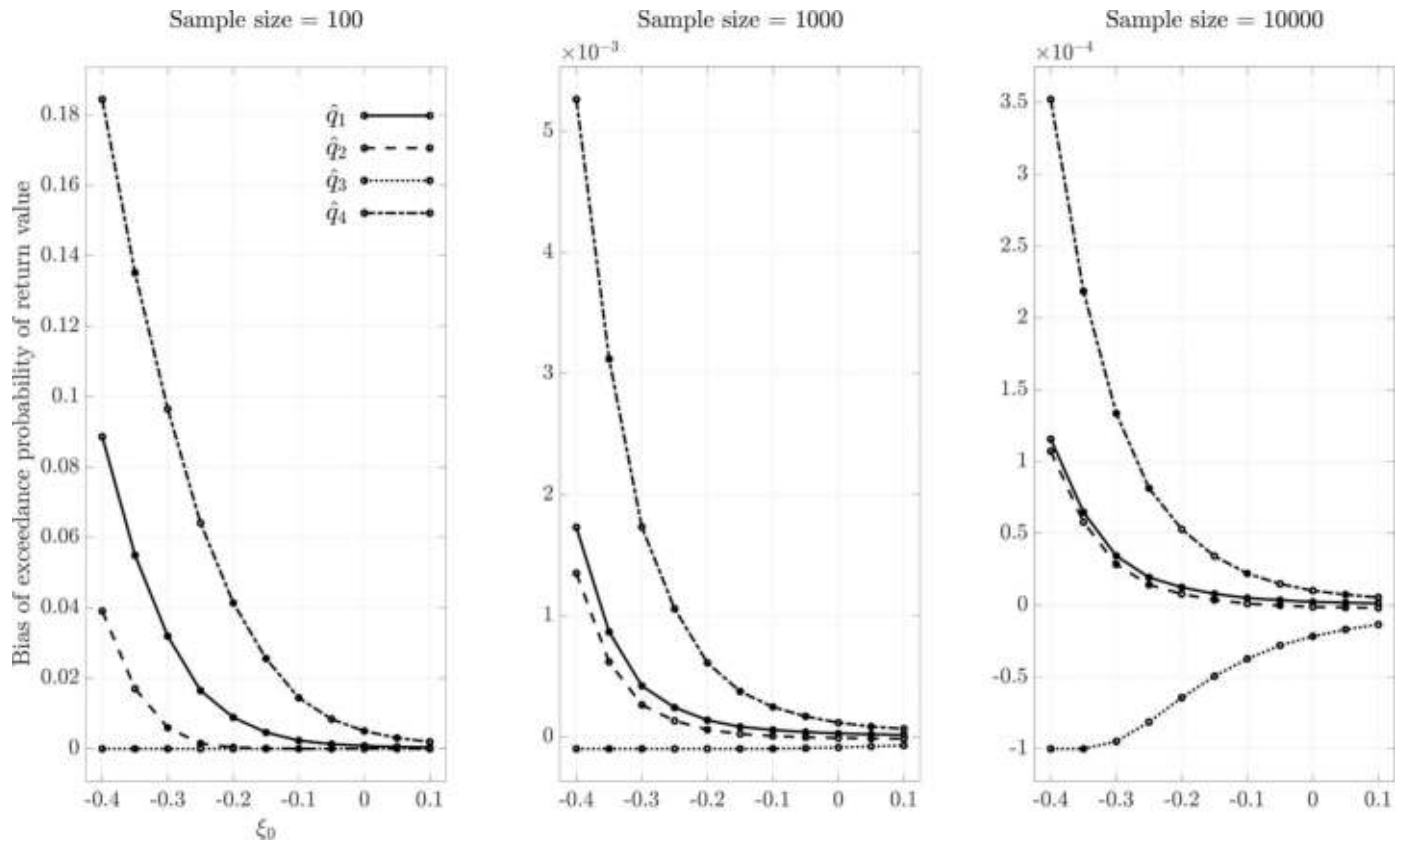 Sample size = 100
Sample size = 1000
Sample size = 10000
Bias of exceedance probability of return value
0.18
0.16
0.14
0.12
0.1
0.08
0.06
0.04
0.02
0
q̂₁
q̂₂
q̂₃
q̂₄
-0.4 -0.3 -0.2 -0.1 0 0.1
ξ₀
×10⁻³
5
4
3
2
1
0
-0.4 -0.3 -0.2 -0.1 0 0.1
×10⁻⁴
3.5
3
2.5
2
1.5
1
0.5
0
-0.5
-1
-0.4 -0.3 -0.2 -0.1 0 0.1